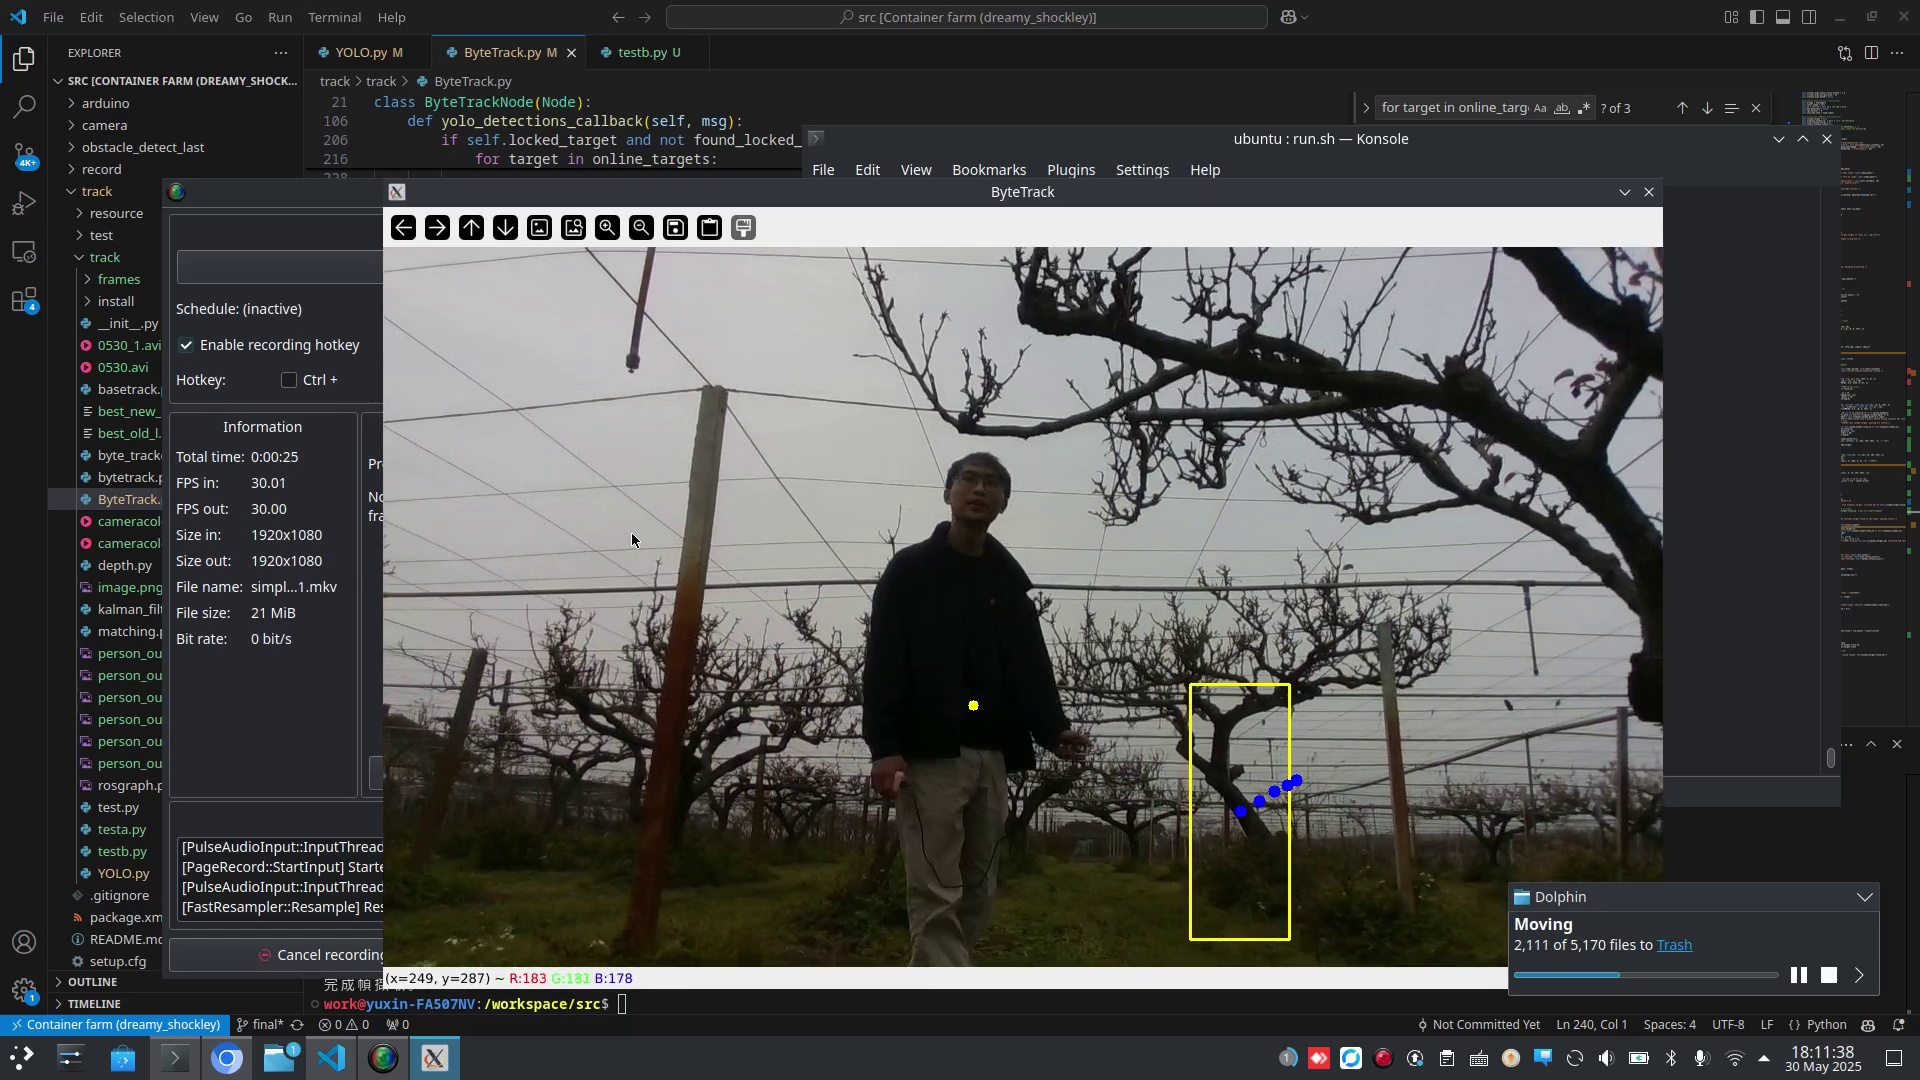 File Edit Selection View Go Run Terminal Help
src [Container farm (dreamy_shockley)]
EXPLORER
YOLO.py M
ByteTrack.py M
testb.py U
SRC [CONTAINER FARM (DREAMY_SHOCK...
track > track > ByteTrack.py
arduino
camera
obstacle_detect_last
record
track
resource
test
track
frames
install
__init__.py
0530_1.avi
0530.avi
basetrack.
best_new_
best_old_l.
byte_track
bytetrack.p
ByteTrack.
cameracol
cameracol
depth.py
image.png
kalman_filt
matching.p
person_ou
person_ou
person_ou
person_ou
person_ou
person_ou
rosgraph.p
test.py
testa.py
testb.py
YOLO.py
.gitignore
package.xm
README.md
setup.cfg
OUTLINE
TIMELINE
4K+
4
1
21 class ByteTrackNode(Node):
106 def yolo_detections_callback(self, msg):
206 if self.locked_target and not found_locked_
216 for target in online_targets:
for target in online_targ
Aa ab .* ? of 3
ubuntu : run.sh — Konsole
File Edit View Bookmarks Plugins Settings Help
ByteTrack
Schedule: (inactive)
Enable recording hotkey
Hotkey: Ctrl +
Information
Total time: 0:00:25
FPS in: 30.01
FPS out: 30.00
Size in: 1920x1080
Size out: 1920x1080
File name: simpl...1.mkv
File size: 21 MiB
Bit rate: 0 bit/s
Pr
No
fra
[PulseAudioInput::InputThread
[PageRecord::StartInput] Starte
[PulseAudioInput::InputThread
[FastResampler::Resample] Res
Cancel recording
(x=249, y=287) ~ R:183 G:181 B:178
work@yuxin-FA507NV:/workspace/src$
Dolphin
Moving
2,111 of 5,170 files to Trash
Container farm (dreamy_shockley) final* 0 0 0
Not Committed Yet Ln 240, Col 1 Spaces: 4 UTF-8 LF {} Python
1
1
18:11:38
30 May 2025